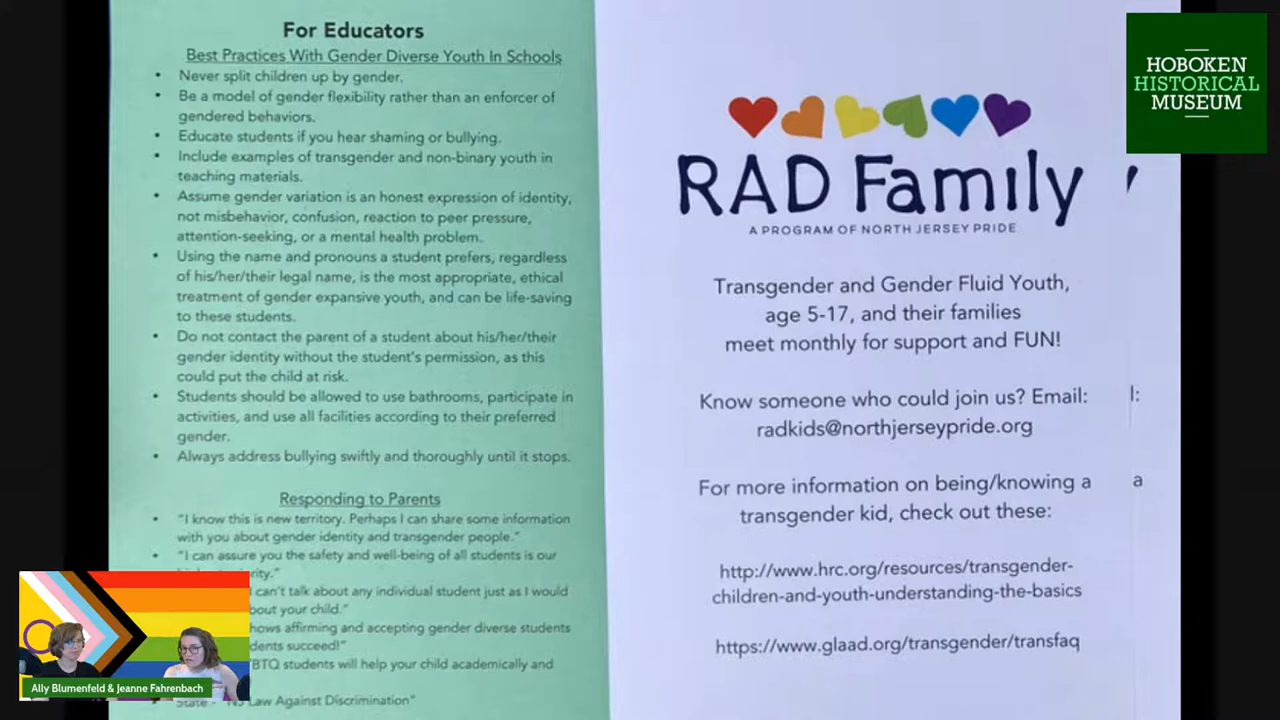 For Educators
Best Practices With Gender Diverse Youth In Schools
• Never split children up by gender.
• Be a model of gender flexibility rather than an enforcer of
gendered behaviors.
• Educate students if you hear shaming or bullying.
• Include examples of transgender and non-binary youth in
teaching materials.
• Assume gender variation is an honest expression of identity,
not misbehavior, confusion, reaction to peer pressure,
attention-seeking, or a mental health problem.
• Using the name and pronouns a student prefers, regardless
of his/her/their legal name, is the most appropriate, ethical
treatment of gender expansive youth, and can be life-saving
to these students.
• Do not contact the parent of a student about his/her/their
gender identity without the student's permission, as this
could put the child at risk.
• Students should be allowed to use bathrooms, participate in
activities, and use all facilities according to their preferred
gender.
• Always address bullying swiftly and thoroughly until it stops.
Responding to Parents
• "I know this is new territory. Perhaps I can share some information
with you about gender identity and transgender people."
• "I can assure you the safety and well-being of all students is our
can't talk about any individual student just as I would
your child."
affirming and accepting gender diverse students
succeed!"
students will help your child academically and
State - Law Against Discrimination"
RAD Family
A PROGRAM OF NORTH JERSEY PRIDE
Transgender and Gender Fluid Youth,
age 5-17, and their families
meet monthly for support and FUN!
Know someone who could join us? Email:
radkids@northjerseypride.org
For more information on being/knowing a
transgender kid, check out these:
http://www.hrc.org/resources/transgender-
children-and-youth-understanding-the-basics
https://www.glaad.org/transgender/transfaq
l:
a
HOBOKEN
HISTORICAL
MUSEUM
Ally Blumenfeld & Jeanne Fahrenbach